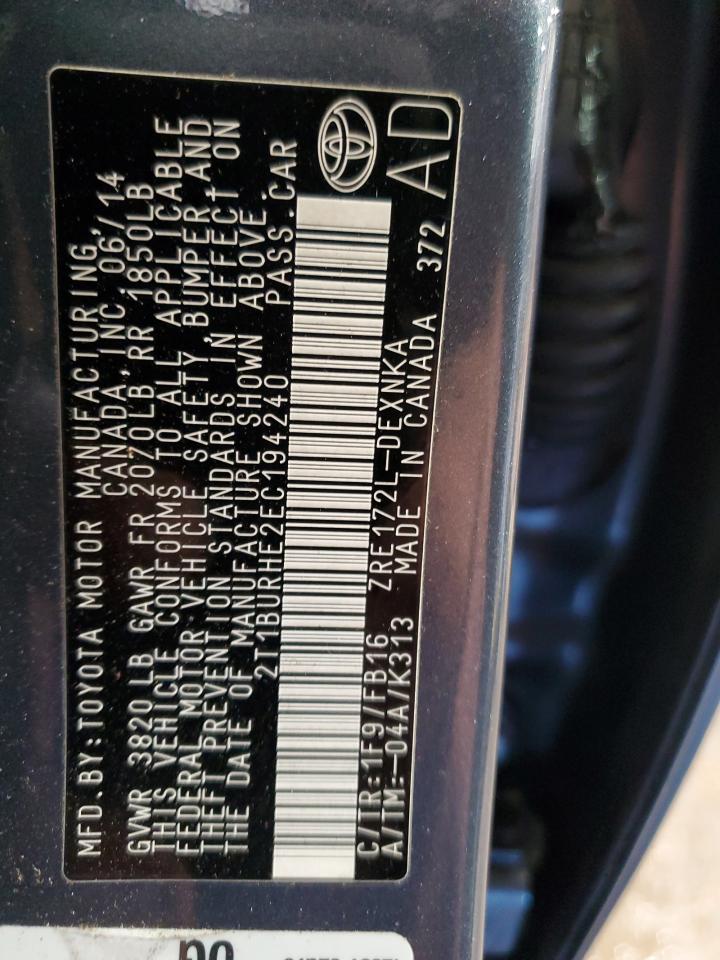 MFD.BY:TOYOTA MOTOR MANUFACTURING
CANADA, INC. 06/14
GVWR 3820LB GAWR FR 2070LB, RR 1850LB
THIS VEHICLE CONFORMS TO ALL APPLICABLE
FEDERAL MOTOR VEHICLE SAFETY, BUMPER, AND
THEFT PREVENTION STANDARDS IN EFFECT ON
THE DATE OF MANUFACTURE SHOWN ABOVE.
2T1BURHE2EC194240 PASS.CAR
C/TR:1F9/FB16 ZRE172L-DEXNKA
A/TM:-04A/K313 MADE IN CANADA 372
AD